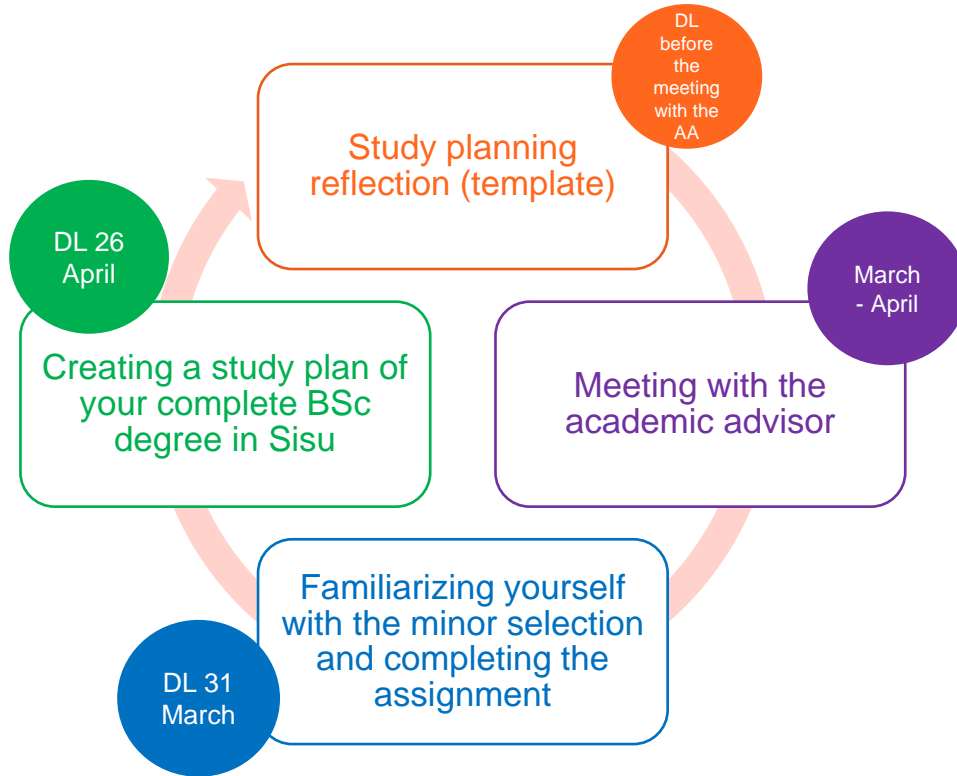 DL
before
the
meeting
with the
AA
Study planning
reflection (template)
March
- April
Meeting with the
academic advisor
Familiarizing yourself
with the minor selection
and completing the
assignment
DL 31
March
DL 26
April
Creating a study plan of
your complete BSc
degree in Sisu